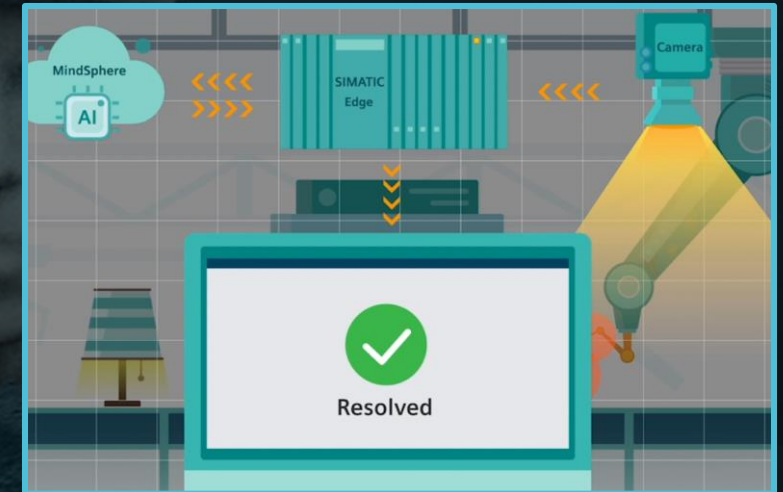 MindSphere
AI
SIMATIC
Edge
Camera
Resolved